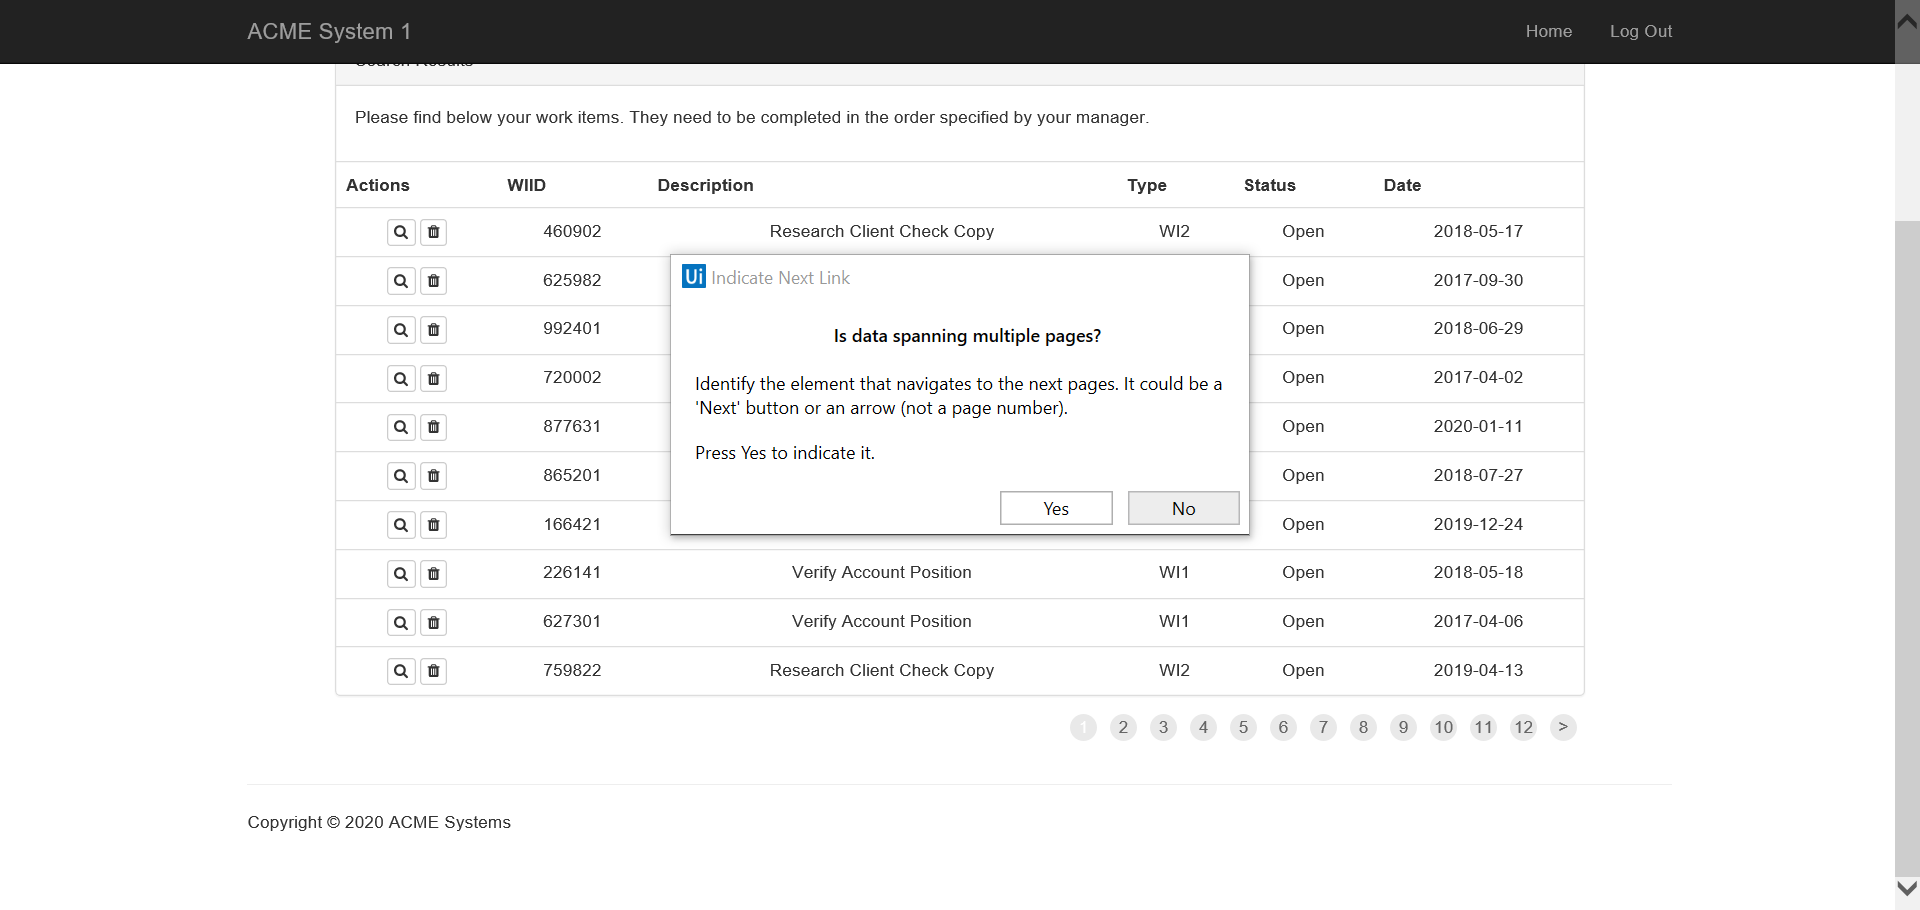 ACME System 1 Home Log Out
Search Results
Please find below your work items. They need to be completed in the order specified by your manager.
Actions WIID Description Type Status Date
460902 Research Client Check Copy WI2 Open 2018-05-17
625982 Open 2017-09-30
992401 Open 2018-06-29
720002 Open 2017-04-02
877631 Open 2020-01-11
865201 Open 2018-07-27
166421 Open 2019-12-24
226141 Verify Account Position WI1 Open 2018-05-18
627301 Verify Account Position WI1 Open 2017-04-06
759822 Research Client Check Copy WI2 Open 2019-04-13
Ui Indicate Next Link
Is data spanning multiple pages?
Identify the element that navigates to the next pages. It could be a
'Next' button or an arrow (not a page number).
Press Yes to indicate it.
Yes No
1 2 3 4 5 6 7 8 9 10 11 12 >
Copyright © 2020 ACME Systems